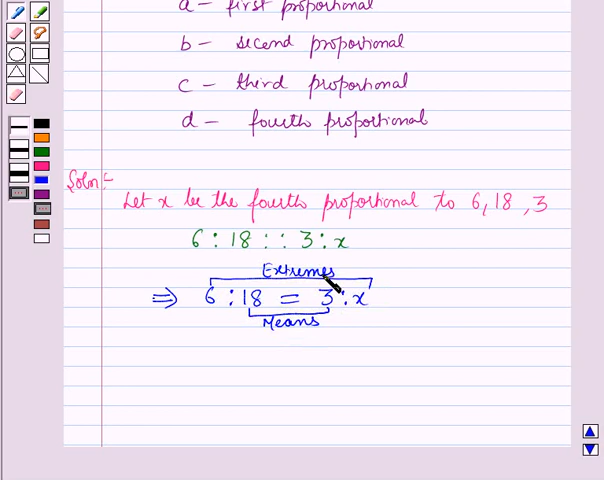 a - first proportional
b - second proportional
c - third proportional
d - fourth proportional
Soln:-
Let x be the fourth proportional to 6, 18, 3
6 : 18 : : 3 : x
Extremes
⇒ 6 : 18 = 3 : x
Means